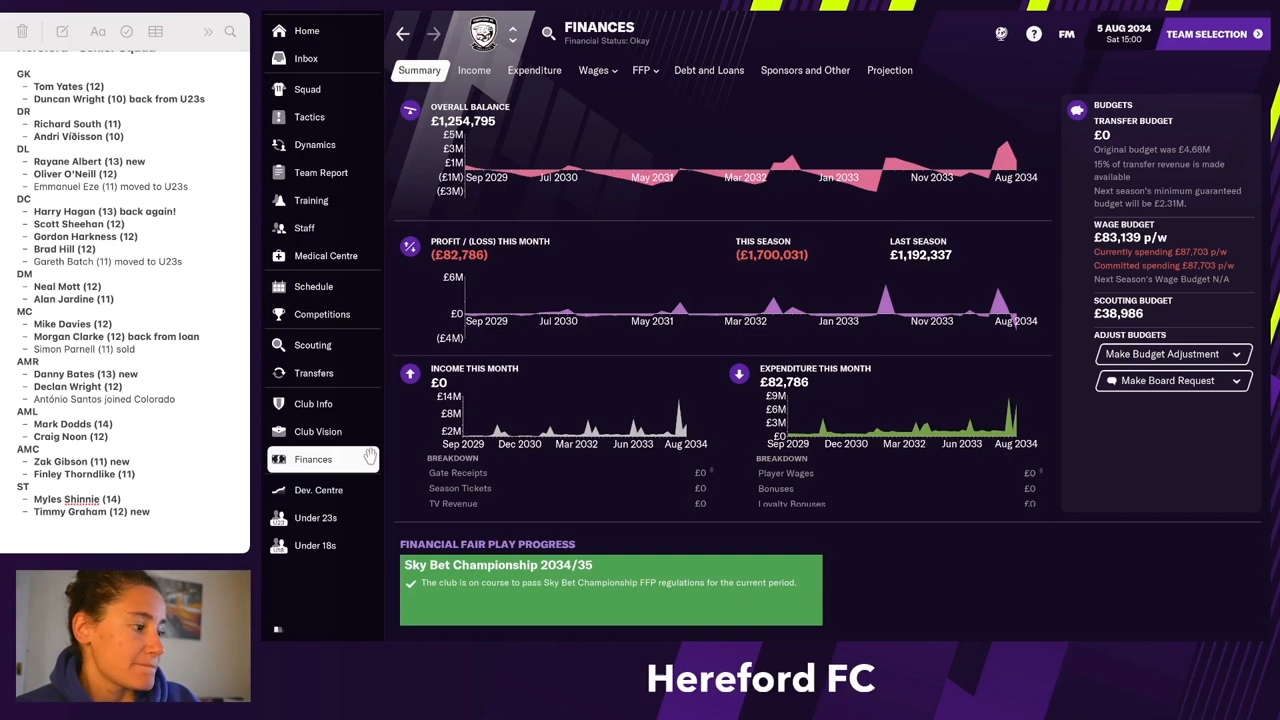 Hereford - Senior Squad
GK
- Tom Yates (12)
- Duncan Wright (10) back from U23s
DR
- Richard South (11)
- Andri Víðisson (10)
DL
- Rayane Albert (13) new
- Oliver O'Neill (12)
- Emmanuel Eze (11) moved to U23s
DC
- Harry Hagan (13) back again!
- Scott Sheehan (12)
- Gordon Harkness (12)
- Brad Hill (12)
- Gareth Batch (11) moved to U23s
DM
- Neal Mott (12)
- Alan Jardine (11)
MC
- Mike Davies (12)
- Morgan Clarke (12) back from loan
- Simon Parnell (11) sold
AMR
- Danny Bates (13) new
- Declan Wright (12)
- António Santos joined Colorado
AML
- Mark Dodds (14)
- Craig Noon (12)
AMC
- Zak Gibson (11) new
- Finley Thorndlike (11)
ST
- Myles Shinnie (14)
- Timmy Graham (12) new
Home
Inbox
Squad
Tactics
Dynamics
Team Report
Training
Staff
Medical Centre
Schedule
Competitions
Scouting
Transfers
Club Info
Club Vision
Finances
Dev. Centre
Under 23s
Under 18s
FINANCES
Financial Status: Okay
FM
5 AUG 2034
Sat 15:00
TEAM SELECTION
Summary Income Expenditure Wages FFP Debt and Loans Sponsors and Other Projection
OVERALL BALANCE
£1,254,795
£5M
£3M
£1M
(£1M)
(£3M)
Sep 2029 Jul 2030 May 2031 Mar 2032 Jan 2033 Nov 2033 Aug 2034
PROFIT / (LOSS) THIS MONTH
(£82,786)
THIS SEASON
(£1,700,031)
LAST SEASON
£1,192,337
£6M
£0
(£4M)
Sep 2029 Jul 2030 May 2031 Mar 2032 Jan 2033 Nov 2033 Aug 2034
INCOME THIS MONTH
£0
£14M
£8M
£2M
Sep 2029 Dec 2030 Mar 2032 Jun 2033 Aug 2034
BREAKDOWN
Gate Receipts £0
Season Tickets £0
TV Revenue £0
EXPENDITURE THIS MONTH
£82,786
£9M
£6M
£3M
£0
Sep 2029 Dec 2030 Mar 2032 Jun 2033 Aug 2034
BREAKDOWN
Player Wages £0
Bonuses £0
Loyalty Bonuses £0
FINANCIAL FAIR PLAY PROGRESS
Sky Bet Championship 2034/35
The club is on course to pass Sky Bet Championship FFP regulations for the current period.
BUDGETS
TRANSFER BUDGET
£0
Original budget was £4.68M
15% of transfer revenue is made
available
Next season's minimum guaranteed
budget will be £2.31M.
WAGE BUDGET
£83,139 p/w
Currently spending £87,703 p/w
Committed spending £87,703 p/w
Next Season's Wage Budget N/A
SCOUTING BUDGET
£38,986
ADJUST BUDGETS
Make Budget Adjustment
Make Board Request
Hereford FC